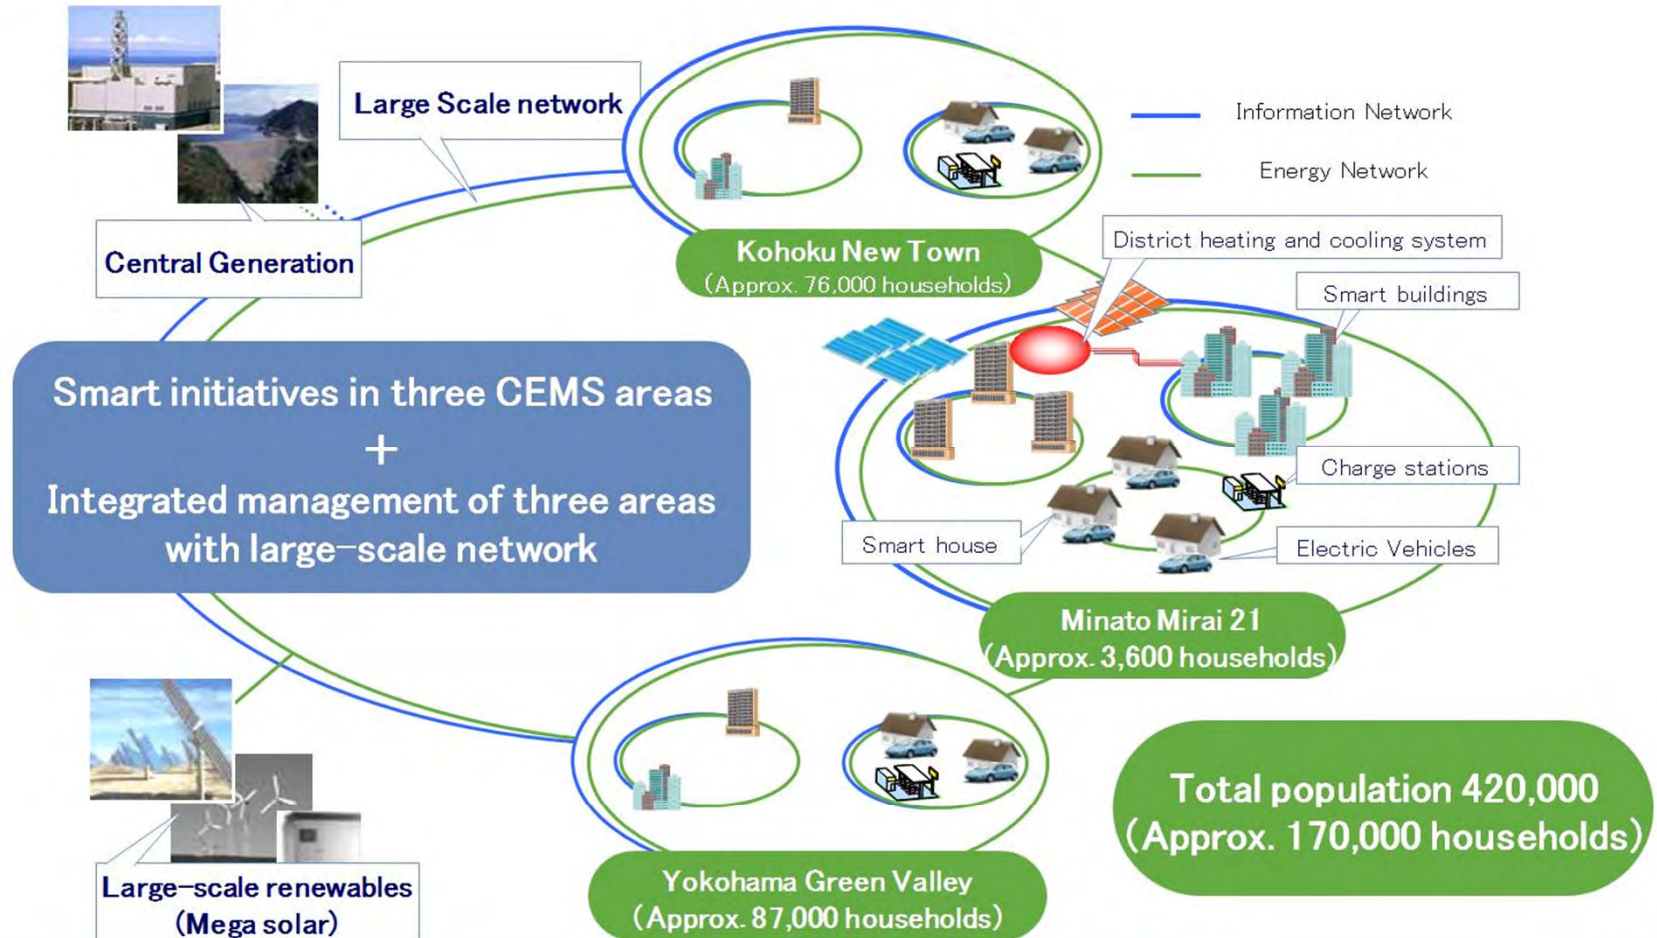 Large Scale network
Information Network
Energy Network
Central Generation
Kohoku New Town
(Approx. 76,000 households)
District heating and cooling system
Smart buildings
Smart initiatives in three CEMS areas
+
Integrated management of three areas
with large-scale network
Charge stations
Smart house
Electric Vehicles
Minato Mirai 21
(Approx. 3,600 households)
Large-scale renewables
(Mega solar)
Yokohama Green Valley
(Approx. 87,000 households)
Total population 420,000
(Approx. 170,000 households)